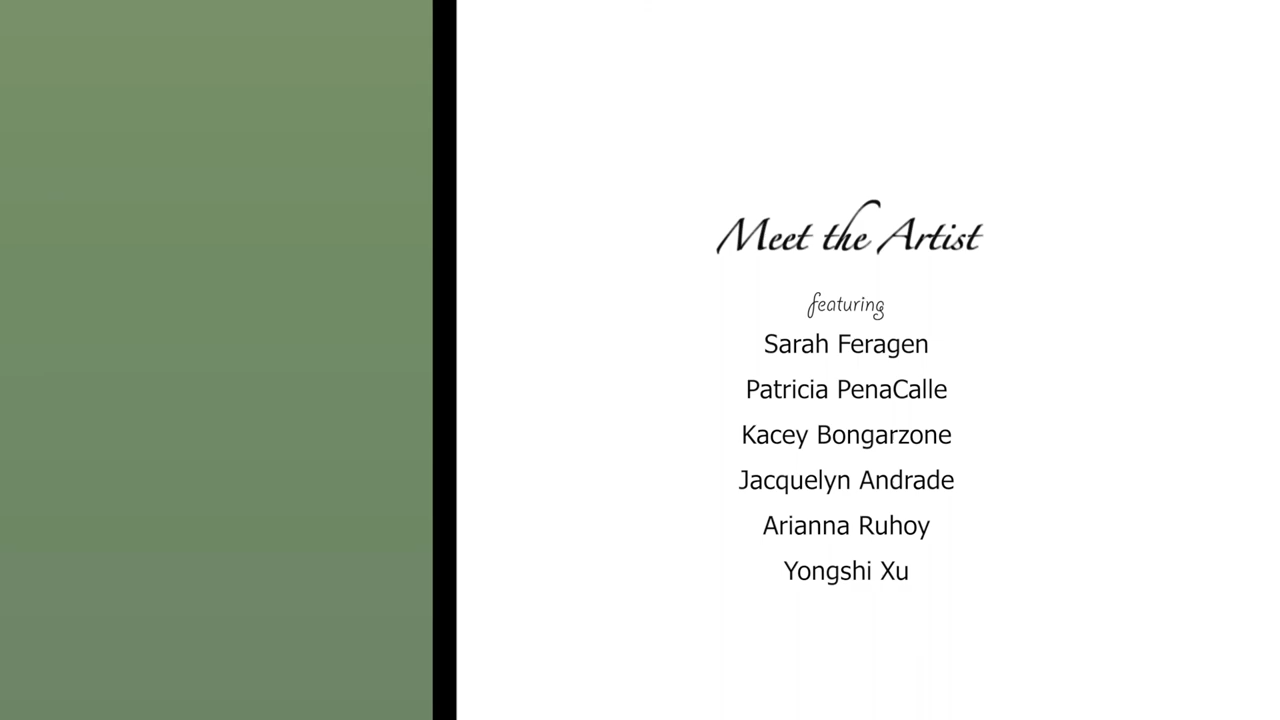 Meet the Artist
featuring
Sarah Feragen
Patricia PenaCalle
Kacey Bongarzone
Jacquelyn Andrade
Arianna Ruhoy
Yongshi Xu